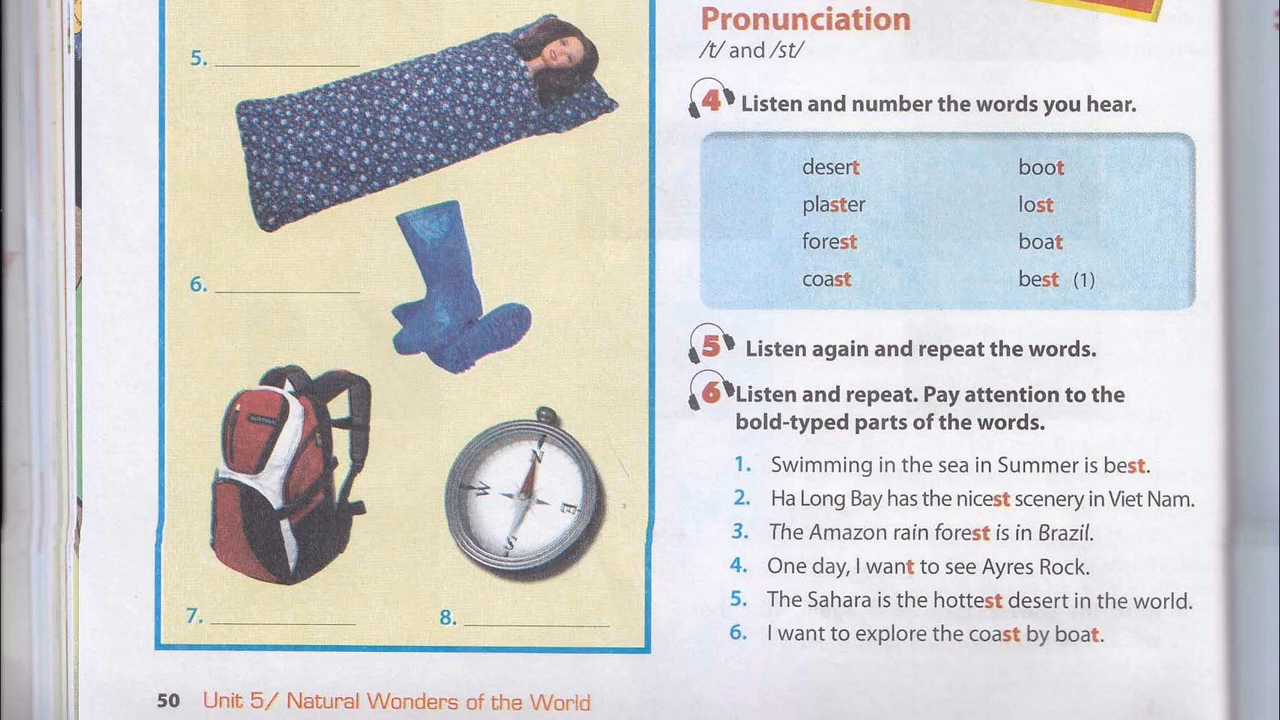 5.
6.
N
W
E
S
7.
8.
50 Unit 5/ Natural Wonders of the World
Pronunciation
/t/ and /st/
4 Listen and number the words you hear.
desert boot
plaster lost
forest boat
coast best (1)
5 Listen again and repeat the words.
6 Listen and repeat. Pay attention to the
bold-typed parts of the words.
1. Swimming in the sea in Summer is best.
2. Ha Long Bay has the nicest scenery in Viet Nam.
3. The Amazon rain forest is in Brazil.
4. One day, I want to see Ayres Rock.
5. The Sahara is the hottest desert in the world.
6. I want to explore the coast by boat.